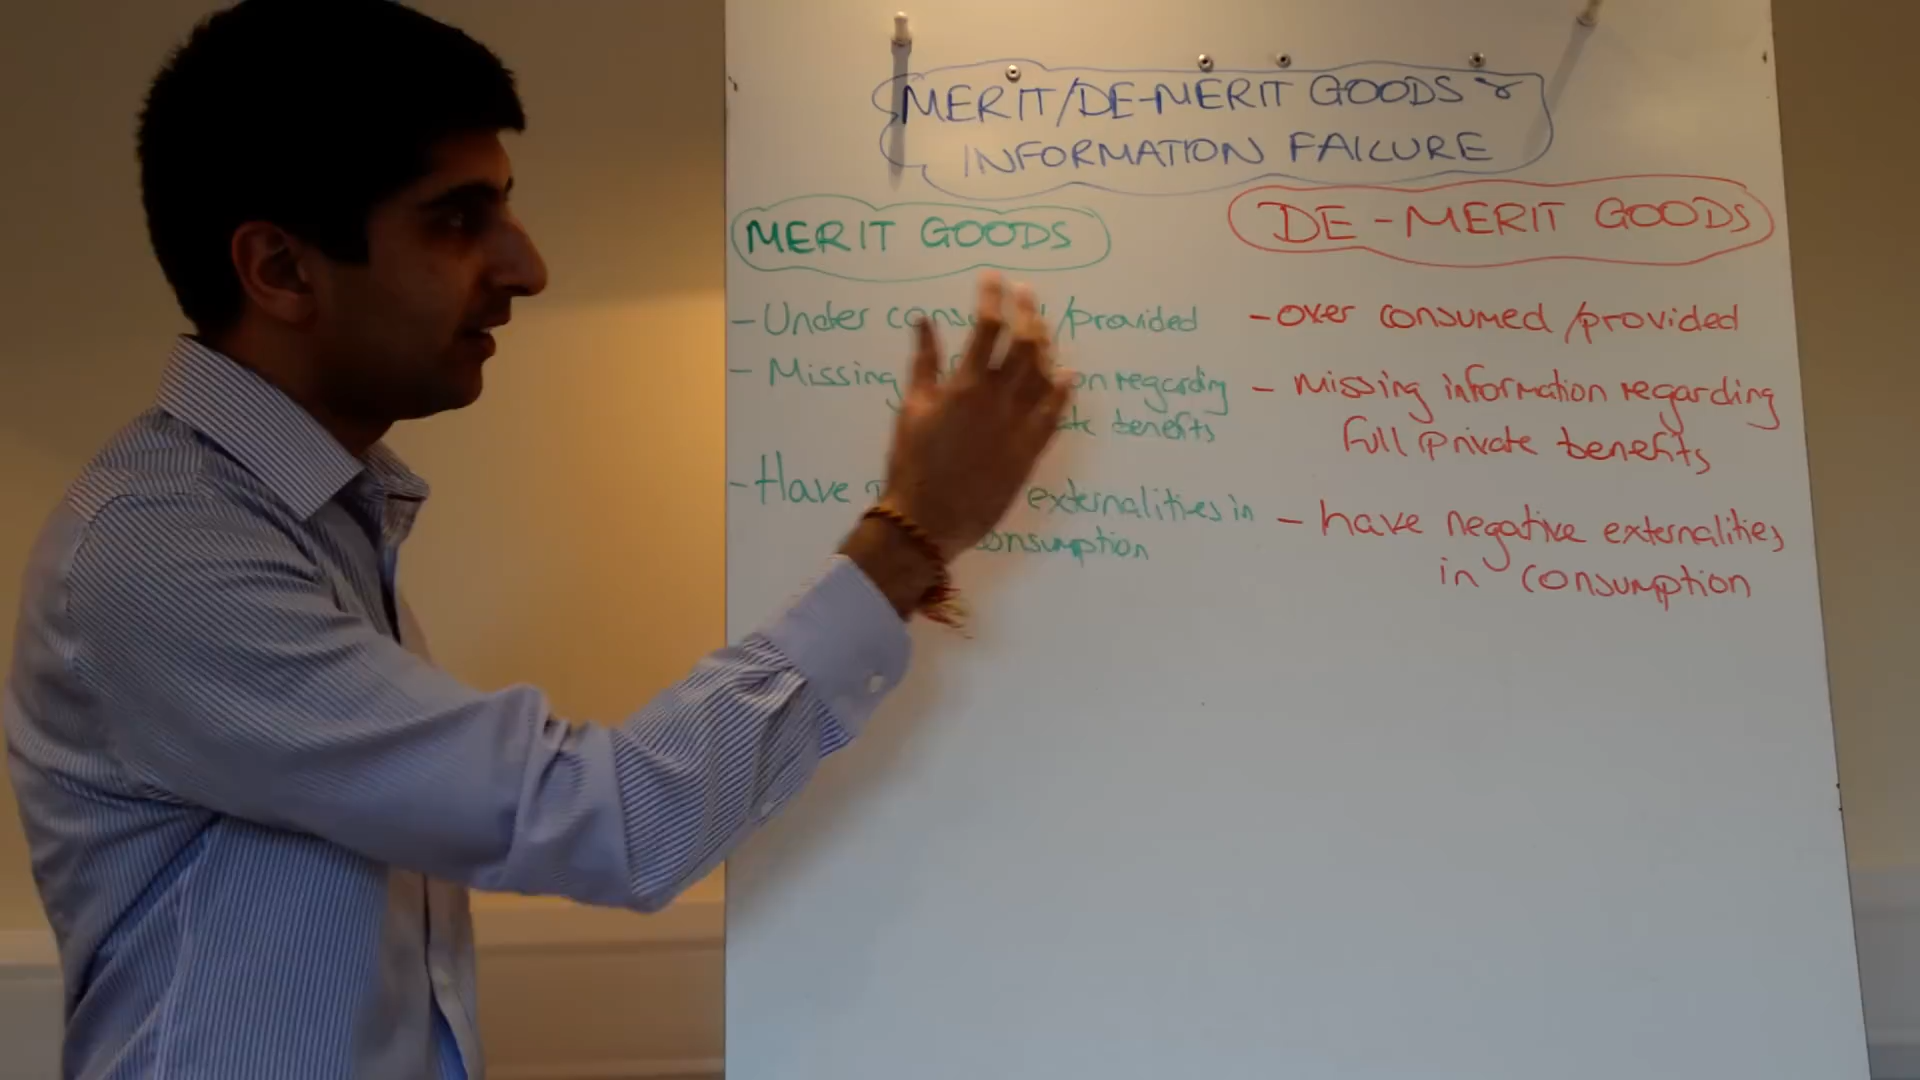 MERIT/DE-MERIT GOODS &
INFORMATION FAILURE
MERIT GOODS
- Under /provided
- Missing regarding
benefits
- Have externalities in
consumption
DE-MERIT GOODS
- over consumed/provided
- Missing information regarding
full private benefits
- have negative externalities
in consumption